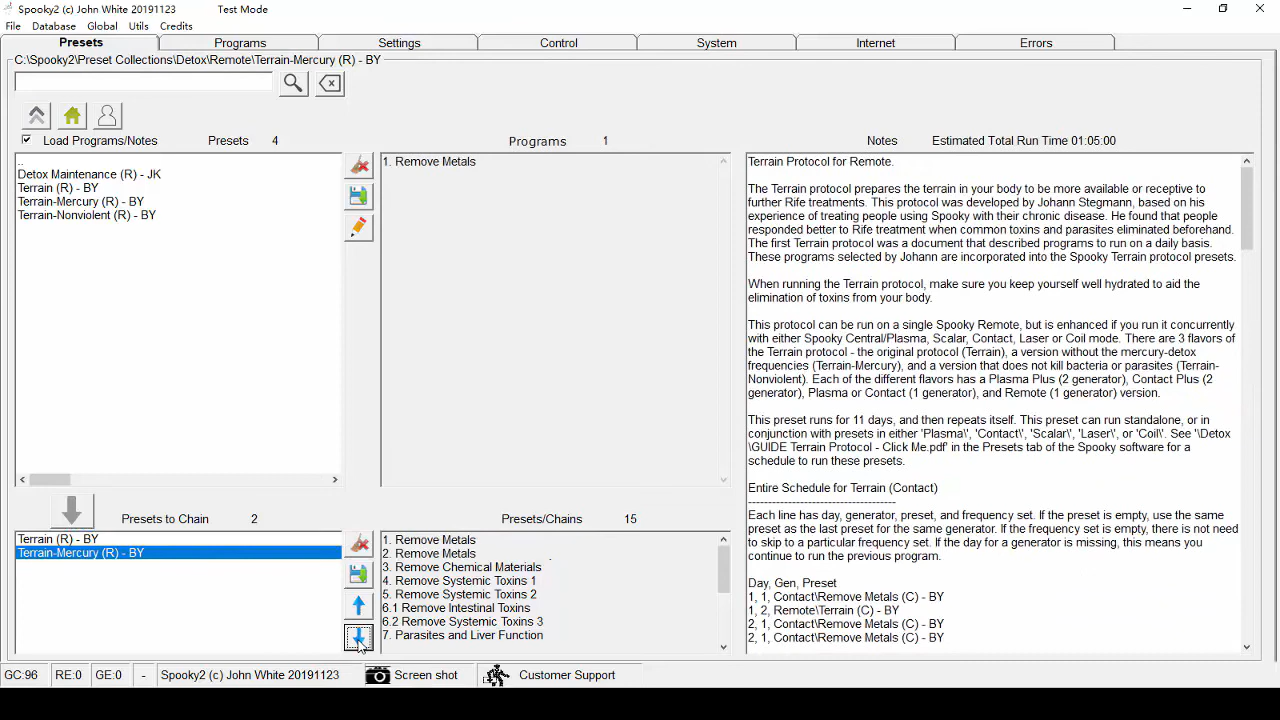 Spooky2 (c) John White 20191123 Test Mode
File Database Global Utils Credits
Presets Programs Settings Control System Internet Errors
C:\Spooky2\Preset Collections\Detox\Remote\Terrain-Mercury (R) - BY
Load Programs/Notes Presets 4
..
Detox Maintenance (R) - JK
Terrain (R) - BY
Terrain-Mercury (R) - BY
Terrain-Nonviolent (R) - BY
Programs 1
1. Remove Metals
Notes Estimated Total Run Time 01:05:00
Terrain Protocol for Remote.
The Terrain protocol prepares the terrain in your body to be more available or receptive to
further Rife treatments. This protocol was developed by Johann Stegmann, based on his
experience of treating people using Spooky with their chronic disease. He found that people
responded better to Rife treatment when common toxins and parasites eliminated beforehand.
The first Terrain protocol was a document that described programs to run on a daily basis.
These programs selected by Johann are incorporated into the Spooky Terrain protocol presets.
When running the Terrain protocol, make sure you keep yourself well hydrated to aid the
elimination of toxins from your body.
This protocol can be run on a single Spooky Remote, but is enhanced if you run it concurrently
with either Spooky Central/Plasma, Scalar, Contact, Laser or Coil mode. There are 3 flavors of
the Terrain protocol - the original protocol (Terrain), a version without the mercury-detox
frequencies (Terrain-Mercury), and a version that does not kill bacteria or parasites (Terrain-
Nonviolent). Each of the different flavors has a Plasma Plus (2 generator), Contact Plus (2
generator), Plasma or Contact (1 generator), and Remote (1 generator) version.
This preset runs for 11 days, and then repeats itself. This preset can run standalone, or in
conjunction with presets in either 'Plasma\', 'Contact\', 'Scalar\', 'Laser\', or 'Coil\'. See '\Detox
\GUIDE Terrain Protocol - Click Me.pdf' in the Presets tab of the Spooky software for a
schedule to run these presets.
Entire Schedule for Terrain (Contact)
-------------------------------------
Each line has day, generator, preset, and frequency set. If the preset is empty, use the same
preset as the last preset for the same generator. If the frequency set is empty, there is not need
to skip to a particular frequency set. If the day for a generator is missing, this means you
continue to run the previous program.
Day, Gen, Preset
1, 1, Contact\Remove Metals (C) - BY
1, 2, Remote\Terrain (C) - BY
2, 1, Contact\Remove Metals (C) - BY
2, 1, Contact\Remove Metals (C) - BY
Presets to Chain 2
Terrain (R) - BY
Terrain-Mercury (R) - BY
Presets/Chains 15
1. Remove Metals
2. Remove Metals
3. Remove Chemical Materials
4. Remove Systemic Toxins 1
5. Remove Systemic Toxins 2
6.1 Remove Intestinal Toxins
6.2 Remove Systemic Toxins 3
7. Parasites and Liver Function
GC:96 RE:0 GE:0 - Spooky2 (c) John White 20191123 Screen shot Customer Support